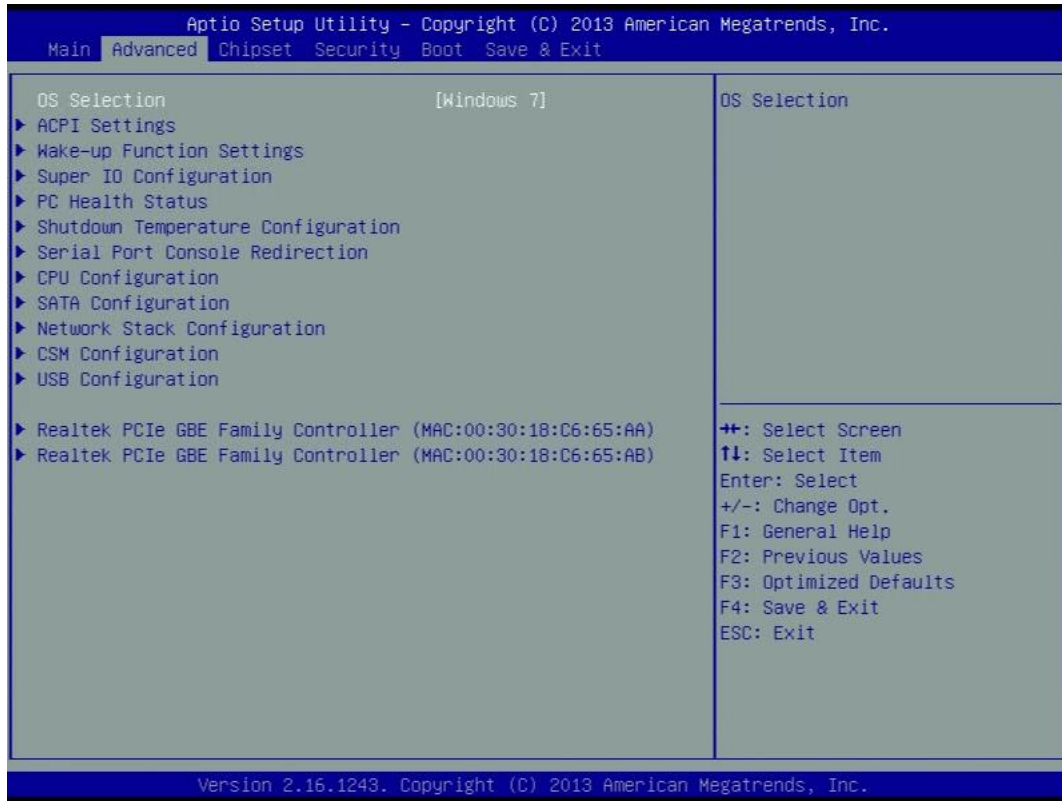 Aptio Setup Utility – Copyright (C) 2013 American Megatrends, Inc.
Main Advanced Chipset Security Boot Save & Exit
OS Selection [Windows 7]
► ACPI Settings
► Wake-up Function Settings
► Super IO Configuration
► PC Health Status
► Shutdown Temperature Configuration
► Serial Port Console Redirection
► CPU Configuration
► SATA Configuration
► Network Stack Configuration
► CSM Configuration
► USB Configuration
► Realtek PCIe GBE Family Controller (MAC:00:30:18:C6:65:AA)
► Realtek PCIe GBE Family Controller (MAC:00:30:18:C6:65:AB)
OS Selection
→←: Select Screen
↑↓: Select Item
Enter: Select
+/-: Change Opt.
F1: General Help
F2: Previous Values
F3: Optimized Defaults
F4: Save & Exit
ESC: Exit
Version 2.16.1243. Copyright (C) 2013 American Megatrends, Inc.